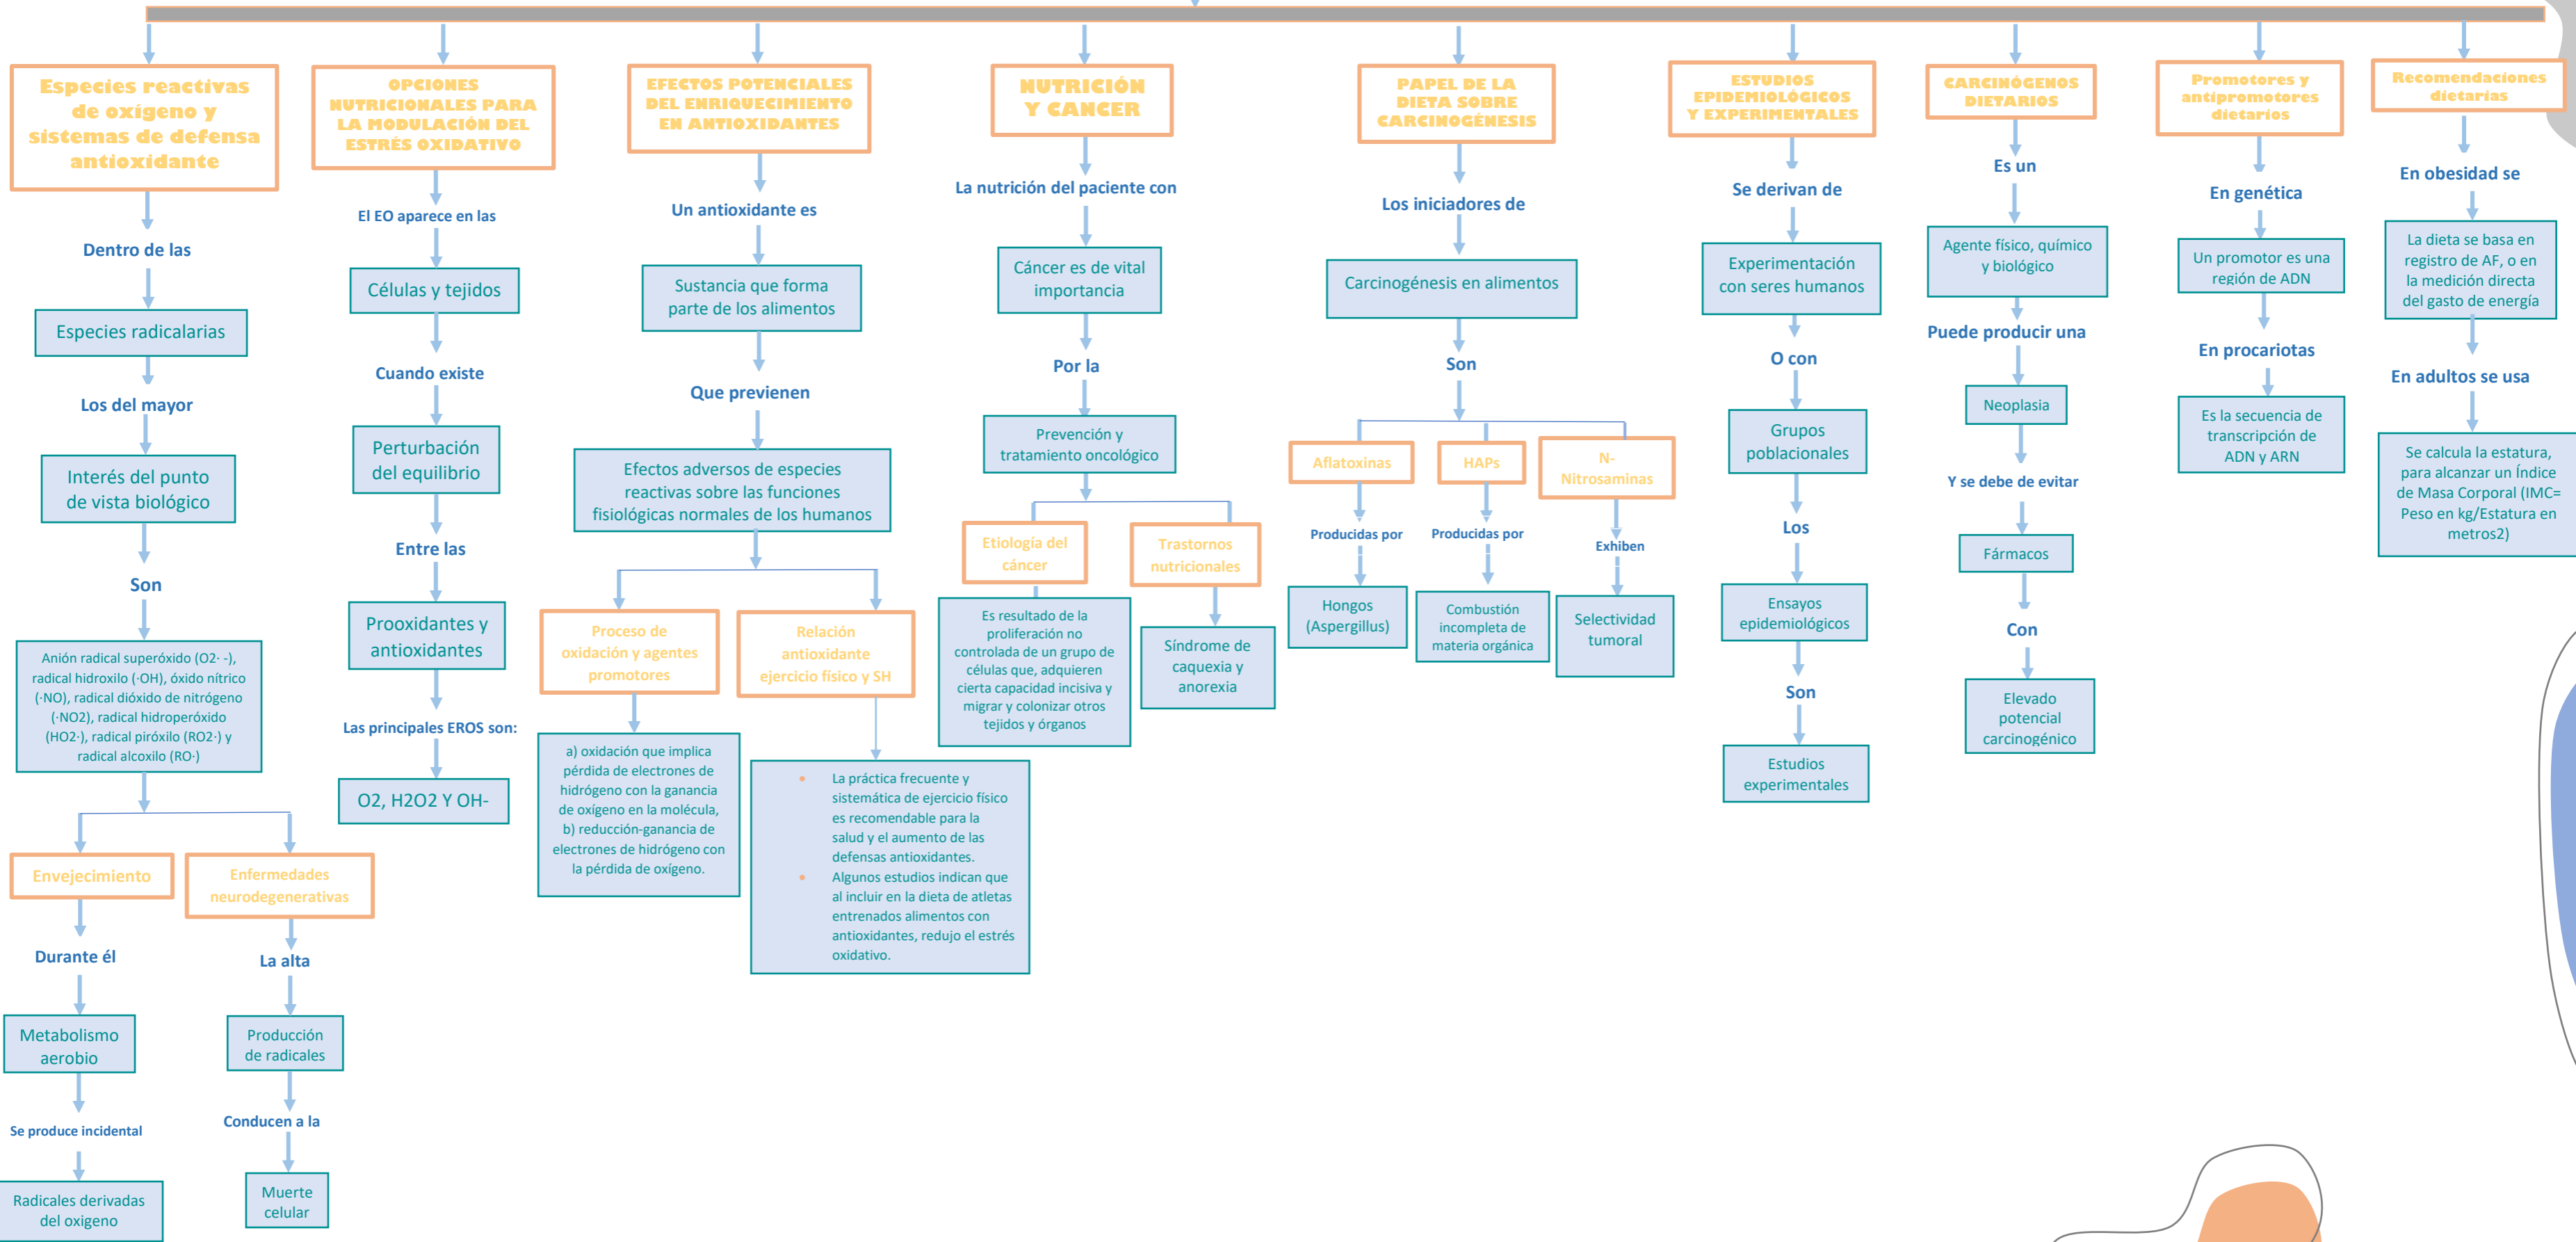 Especies reactivas
de oxígeno y
sistemas de defensa
antioxidante
Dentro de las
Especies radicalarias
Los del mayor
Interés del punto
de vista biológico
Son
Anión radical superóxido (O2· -),
radical hidroxilo (·OH), óxido nítrico
(·NO), radical dióxido de nitrógeno
(·NO2), radical hidroperóxido
(HO2·), radical piróxilo (RO2·) y
radical alcoxilo (RO·)
Envejecimiento
Durante él
Metabolismo
aerobio
Se produce incidental
Radicales derivadas
del oxigeno
Enfermedades
neurodegenerativas
La alta
Producción
de radicales
Conducen a la
Muerte
celular
OPCIONES
NUTRICIONALES PARA
LA MODULACIÓN DEL
ESTRÉS OXIDATIVO
El EO aparece en las
Células y tejidos
Cuando existe
Perturbación
del equilibrio
Entre las
Prooxidantes y
antioxidantes
Las principales EROS son:
O2, H2O2 Y OH-
EFECTOS POTENCIALES
DEL ENRIQUECIMIENTO
EN ANTIOXIDANTES
Un antioxidante es
Sustancia que forma
parte de los alimentos
Que previenen
Efectos adversos de especies
reactivas sobre las funciones
fisiológicas normales de los humanos
Proceso de
oxidación y agentes
promotores
a) oxidación que implica
pérdida de electrones de
hidrógeno con la ganancia
de oxígeno en la molécula,
b) reducción-ganancia de
electrones de hidrógeno con
la pérdida de oxígeno.
Relación
antioxidante
ejercicio físico y SH
• La práctica frecuente y
sistemática de ejercicio físico
es recomendable para la
salud y el aumento de las
defensas antioxidantes.
• Algunos estudios indican que
al incluir en la dieta de atletas
entrenados alimentos con
antioxidantes, redujo el estrés
oxidativo.
NUTRICIÓN
Y CANCER
La nutrición del paciente con
Cáncer es de vital
importancia
Por la
Prevención y
tratamiento oncológico
Etiología del
cáncer
Es resultado de la
proliferación no
controlada de un grupo de
células que, adquieren
cierta capacidad incisiva y
migrar y colonizar otros
tejidos y órganos
Trastornos
nutricionales
Síndrome de
caquexia y
anorexia
PAPEL DE LA
DIETA SOBRE
CARCINOGÉNESIS
Los iniciadores de
Carcinogénesis en alimentos
Son
Aflatoxinas
Producidas por
Hongos
(Aspergillus)
HAPs
Producidas por
Combustión
incompleta de
materia orgánica
N-
Nitrosaminas
Exhiben
Selectividad
tumoral
ESTUDIOS
EPIDEMIOLÓGICOS
Y EXPERIMENTALES
Se derivan de
Experimentación
con seres humanos
O con
Grupos
poblacionales
Los
Ensayos
epidemiológicos
Son
Estudios
experimentales
CARCINÓGENOS
DIETARIOS
Es un
Agente físico, químico
y biológico
Puede producir una
Neoplasia
Y se debe de evitar
Fármacos
Con
Elevado
potencial
carcinogénico
Promotores y
antipromotores
dietarios
En genética
Un promotor es una
región de ADN
En procariotas
Es la secuencia de
transcripción de
ADN y ARN
Recomendaciones
dietarias
En obesidad se
La dieta se basa en
registro de AF, o en
la medición directa
del gasto de energía
En adultos se usa
Se calcula la estatura,
para alcanzar un Índice
de Masa Corporal (IMC=
Peso en kg/Estatura en
metros2)